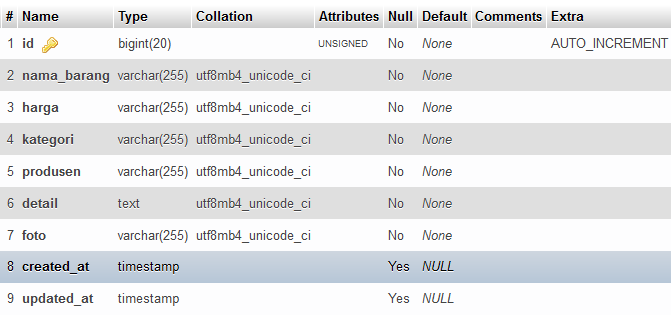 # Name Type Collation Attributes Null Default Comments Extra
1 id bigint(20) UNSIGNED No None AUTO_INCREMENT
2 nama_barang varchar(255) utf8mb4_unicode_ci No None
3 harga varchar(255) utf8mb4_unicode_ci No None
4 kategori varchar(255) utf8mb4_unicode_ci No None
5 produsen varchar(255) utf8mb4_unicode_ci No None
6 detail text utf8mb4_unicode_ci No None
7 foto varchar(255) utf8mb4_unicode_ci No None
8 created_at timestamp Yes NULL
9 updated_at timestamp Yes NULL